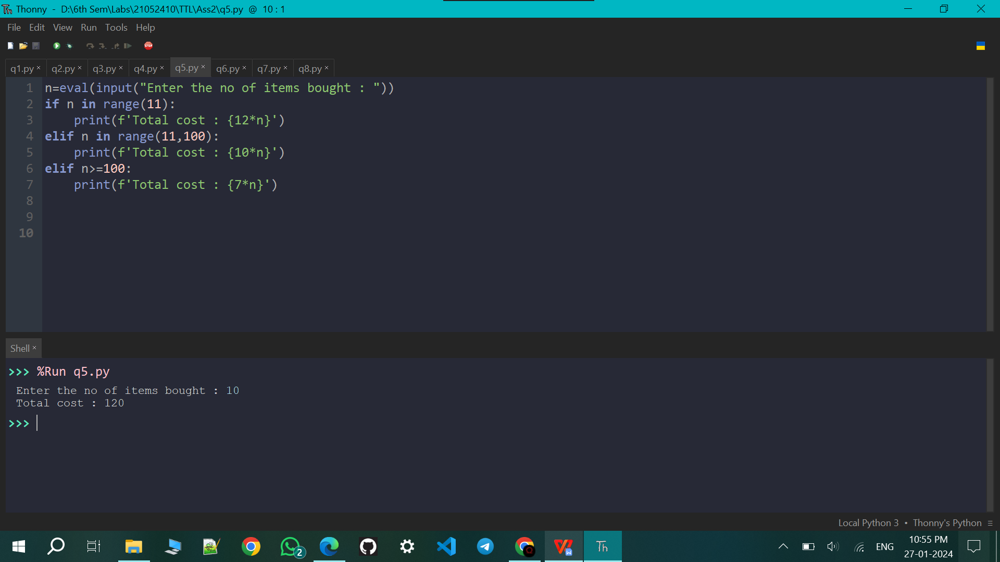 Th Thonny - D:\6th Sem\Labs\21052410\TTL\Ass2\q5.py @ 10 : 1
File Edit View Run Tools Help
STOP
q1.py × q2.py × q3.py × q4.py × q5.py × q6.py × q7.py × q8.py ×
1 n=eval(input("Enter the no of items bought : "))
2 if n in range(11):
3     print(f'Total cost : {12*n}')
4 elif n in range(11,100):
5     print(f'Total cost : {10*n}')
6 elif n>=100:
7     print(f'Total cost : {7*n}')
8
9
10
Shell ×
>>> %Run q5.py
Enter the no of items bought : 10
Total cost : 120
>>>
Local Python 3 • Thonny's Python ≡
2 W Th ENG 10:55 PM
27-01-2024